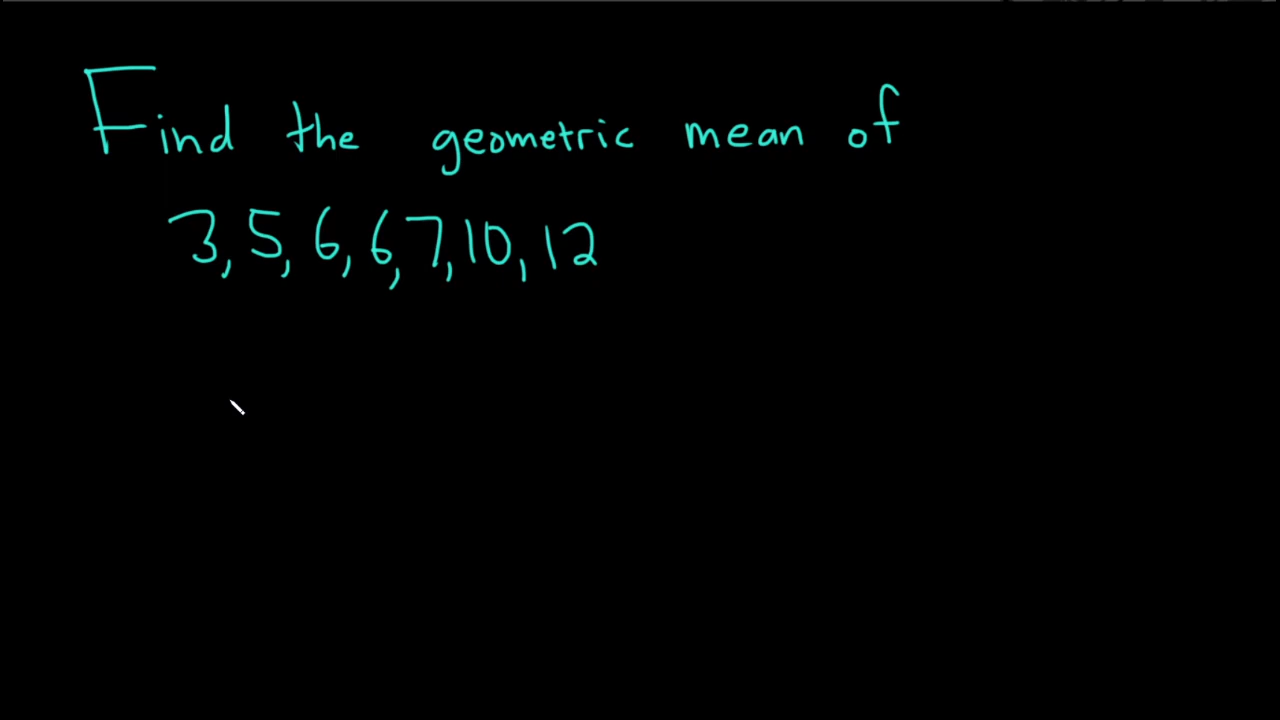 Find the geometric mean of
3, 5, 6, 6, 7, 10, 12